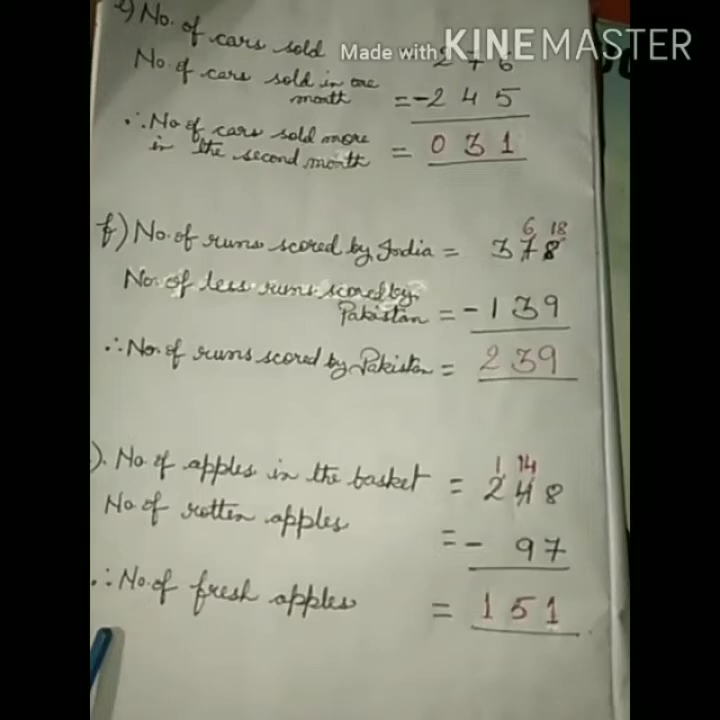 e) No. of cars sold 276
Made with KINEMASTER
No. of cars sold in one
month = - 2 4 5
∴ No of cars sold more
in the second month = 0 3 1
6 18
f) No. of runs scored by India = 3 7 8
No. of less runs scored by
Pakistan = - 1 3 9
∴ No. of runs scored by Pakistan = 2 3 9
1 14
). No. of apples in the basket = 2 4 8
No of rotten apples = - 9 7
∴ No. of fresh apples = 1 5 1